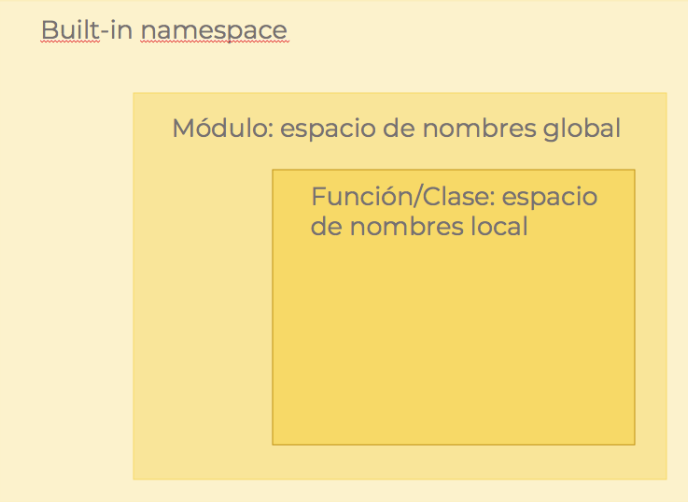 Built-in namespace
Módulo: espacio de nombres global
Función/Clase: espacio
de nombres local